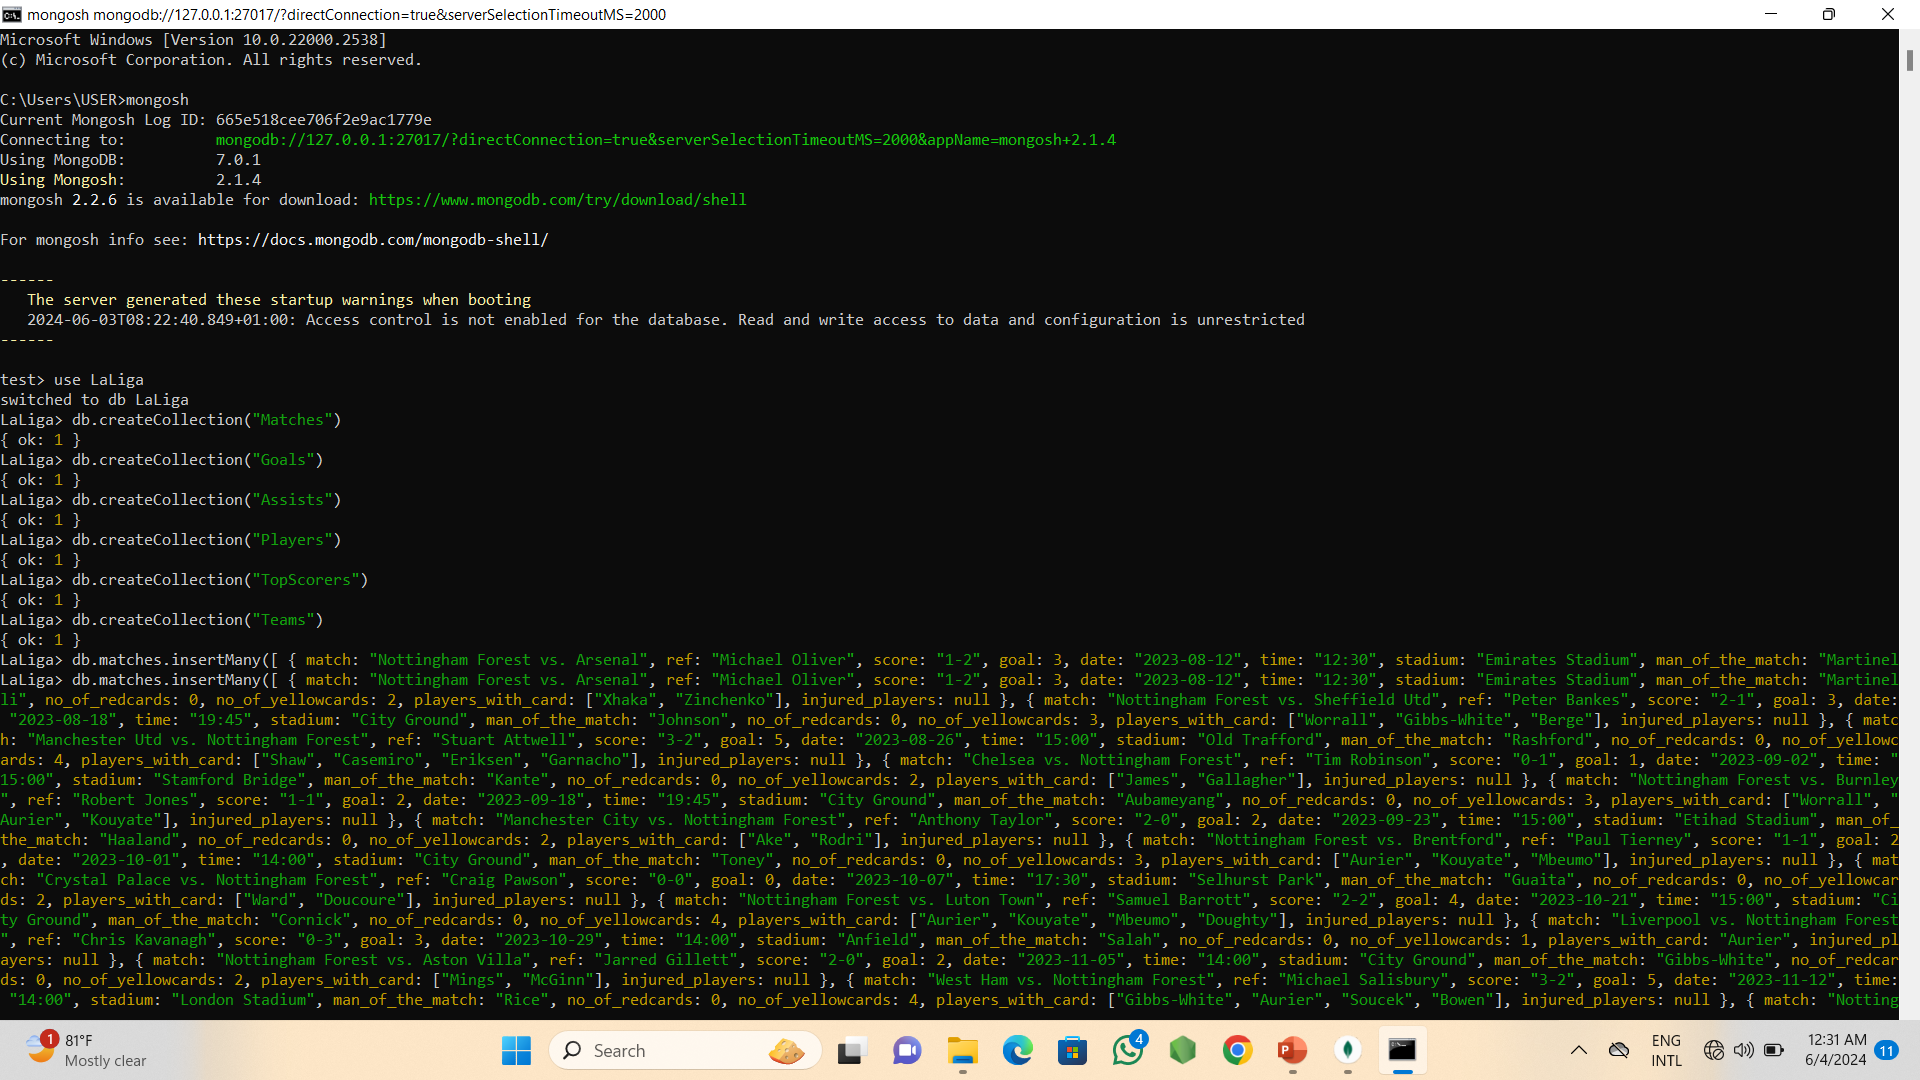 mongosh mongodb://127.0.0.1:27017/?directConnection=true&serverSelectionTimeoutMS=2000
Microsoft Windows [Version 10.0.22000.2538]
(c) Microsoft Corporation. All rights reserved.
C:\Users\USER>mongosh
Current Mongosh Log ID: 665e518cee706f2e9ac1779e
Connecting to: mongodb://127.0.0.1:27017/?directConnection=true&serverSelectionTimeoutMS=2000&appName=mongosh+2.1.4
Using MongoDB: 7.0.1
Using Mongosh: 2.1.4
mongosh 2.2.6 is available for download: https://www.mongodb.com/try/download/shell
For mongosh info see: https://docs.mongodb.com/mongodb-shell/
------
The server generated these startup warnings when booting
2024-06-03T08:22:40.849+01:00: Access control is not enabled for the database. Read and write access to data and configuration is unrestricted
------
test> use LaLiga
switched to db LaLiga
LaLiga> db.createCollection("Matches")
{ ok: 1 }
LaLiga> db.createCollection("Goals")
{ ok: 1 }
LaLiga> db.createCollection("Assists")
{ ok: 1 }
LaLiga> db.createCollection("Players")
{ ok: 1 }
LaLiga> db.createCollection("TopScorers")
{ ok: 1 }
LaLiga> db.createCollection("Teams")
{ ok: 1 }
LaLiga> db.matches.insertMany([ { match: "Nottingham Forest vs. Arsenal", ref: "Michael Oliver", score: "1-2", goal: 3, date: "2023-08-12", time: "12:30", stadium: "Emirates Stadium", man_of_the_match: "Martinel
LaLiga> db.matches.insertMany([ { match: "Nottingham Forest vs. Arsenal", ref: "Michael Oliver", score: "1-2", goal: 3, date: "2023-08-12", time: "12:30", stadium: "Emirates Stadium", man_of_the_match: "Martinel
li", no_of_redcards: 0, no_of_yellowcards: 2, players_with_card: ["Xhaka", "Zinchenko"], injured_players: null }, { match: "Nottingham Forest vs. Sheffield Utd", ref: "Peter Bankes", score: "2-1", goal: 3, date:
"2023-08-18", time: "19:45", stadium: "City Ground", man_of_the_match: "Johnson", no_of_redcards: 0, no_of_yellowcards: 3, players_with_card: ["Worrall", "Gibbs-White", "Berge"], injured_players: null }, { matc
h: "Manchester Utd vs. Nottingham Forest", ref: "Stuart Attwell", score: "3-2", goal: 5, date: "2023-08-26", time: "15:00", stadium: "Old Trafford", man_of_the_match: "Rashford", no_of_redcards: 0, no_of_yellowc
ards: 4, players_with_card: ["Shaw", "Casemiro", "Eriksen", "Garnacho"], injured_players: null }, { match: "Chelsea vs. Nottingham Forest", ref: "Tim Robinson", score: "0-1", goal: 1, date: "2023-09-02", time: "
15:00", stadium: "Stamford Bridge", man_of_the_match: "Kante", no_of_redcards: 0, no_of_yellowcards: 2, players_with_card: ["James", "Gallagher"], injured_players: null }, { match: "Nottingham Forest vs. Burnley
", ref: "Robert Jones", score: "1-1", goal: 2, date: "2023-09-18", time: "19:45", stadium: "City Ground", man_of_the_match: "Aubameyang", no_of_redcards: 0, no_of_yellowcards: 3, players_with_card: ["Worrall", "
Aurier", "Kouyate"], injured_players: null }, { match: "Manchester City vs. Nottingham Forest", ref: "Anthony Taylor", score: "2-0", goal: 2, date: "2023-09-23", time: "15:00", stadium: "Etihad Stadium", man_of_
the_match: "Haaland", no_of_redcards: 0, no_of_yellowcards: 2, players_with_card: ["Ake", "Rodri"], injured_players: null }, { match: "Nottingham Forest vs. Brentford", ref: "Paul Tierney", score: "1-1", goal: 2
, date: "2023-10-01", time: "14:00", stadium: "City Ground", man_of_the_match: "Toney", no_of_redcards: 0, no_of_yellowcards: 3, players_with_card: ["Aurier", "Kouyate", "Mbeumo"], injured_players: null }, { mat
ch: "Crystal Palace vs. Nottingham Forest", ref: "Craig Pawson", score: "0-0", goal: 0, date: "2023-10-07", time: "17:30", stadium: "Selhurst Park", man_of_the_match: "Guaita", no_of_redcards: 0, no_of_yellowcar
ds: 2, players_with_card: ["Ward", "Doucoure"], injured_players: null }, { match: "Nottingham Forest vs. Luton Town", ref: "Samuel Barrott", score: "2-2", goal: 4, date: "2023-10-21", time: "15:00", stadium: "Ci
ty Ground", man_of_the_match: "Cornick", no_of_redcards: 0, no_of_yellowcards: 4, players_with_card: ["Aurier", "Kouyate", "Mbeumo", "Doughty"], injured_players: null }, { match: "Liverpool vs. Nottingham Forest
", ref: "Chris Kavanagh", score: "0-3", goal: 3, date: "2023-10-29", time: "14:00", stadium: "Anfield", man_of_the_match: "Salah", no_of_redcards: 0, no_of_yellowcards: 1, players_with_card: "Aurier", injured_pl
ayers: null }, { match: "Nottingham Forest vs. Aston Villa", ref: "Jarred Gillett", score: "2-0", goal: 2, date: "2023-11-05", time: "14:00", stadium: "City Ground", man_of_the_match: "Gibbs-White", no_of_redcar
ds: 0, no_of_yellowcards: 2, players_with_card: ["Mings", "McGinn"], injured_players: null }, { match: "West Ham vs. Nottingham Forest", ref: "Michael Salisbury", score: "3-2", goal: 5, date: "2023-11-12", time:
"14:00", stadium: "London Stadium", man_of_the_match: "Rice", no_of_redcards: 0, no_of_yellowcards: 4, players_with_card: ["Gibbs-White", "Aurier", "Soucek", "Bowen"], injured_players: null }, { match: "Notting
1
81°F
Mostly clear
Search
4
ENG
INTL
12:31 AM
6/4/2024
11